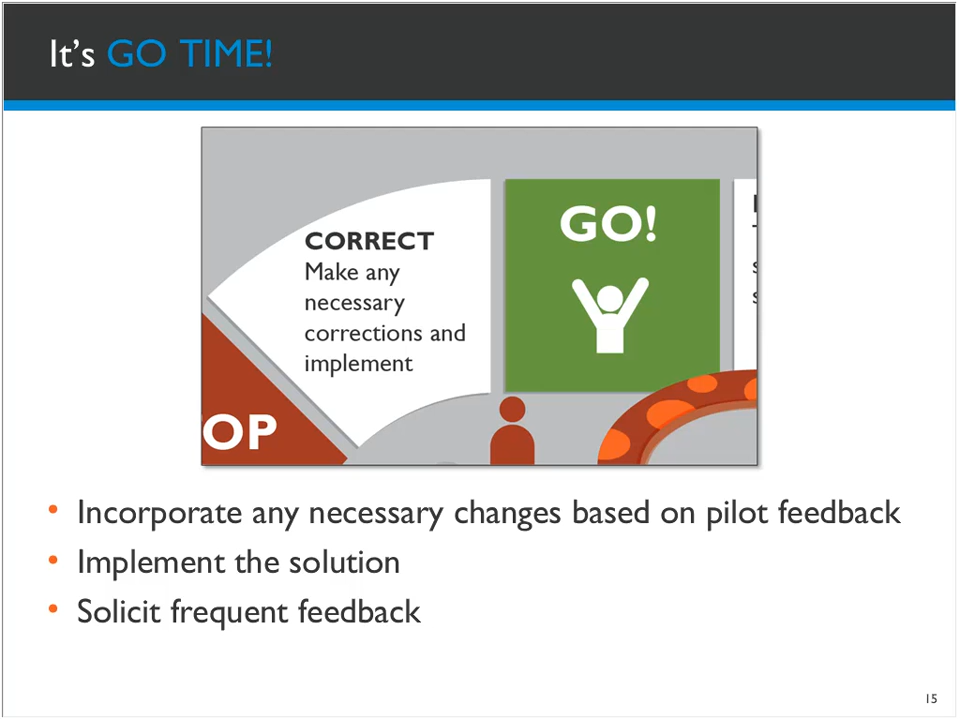 It’s GO TIME!
CORRECT
Make any
necessary
corrections and
implement
GO!
OP
• Incorporate any necessary changes based on pilot feedback
• Implement the solution
• Solicit frequent feedback
15